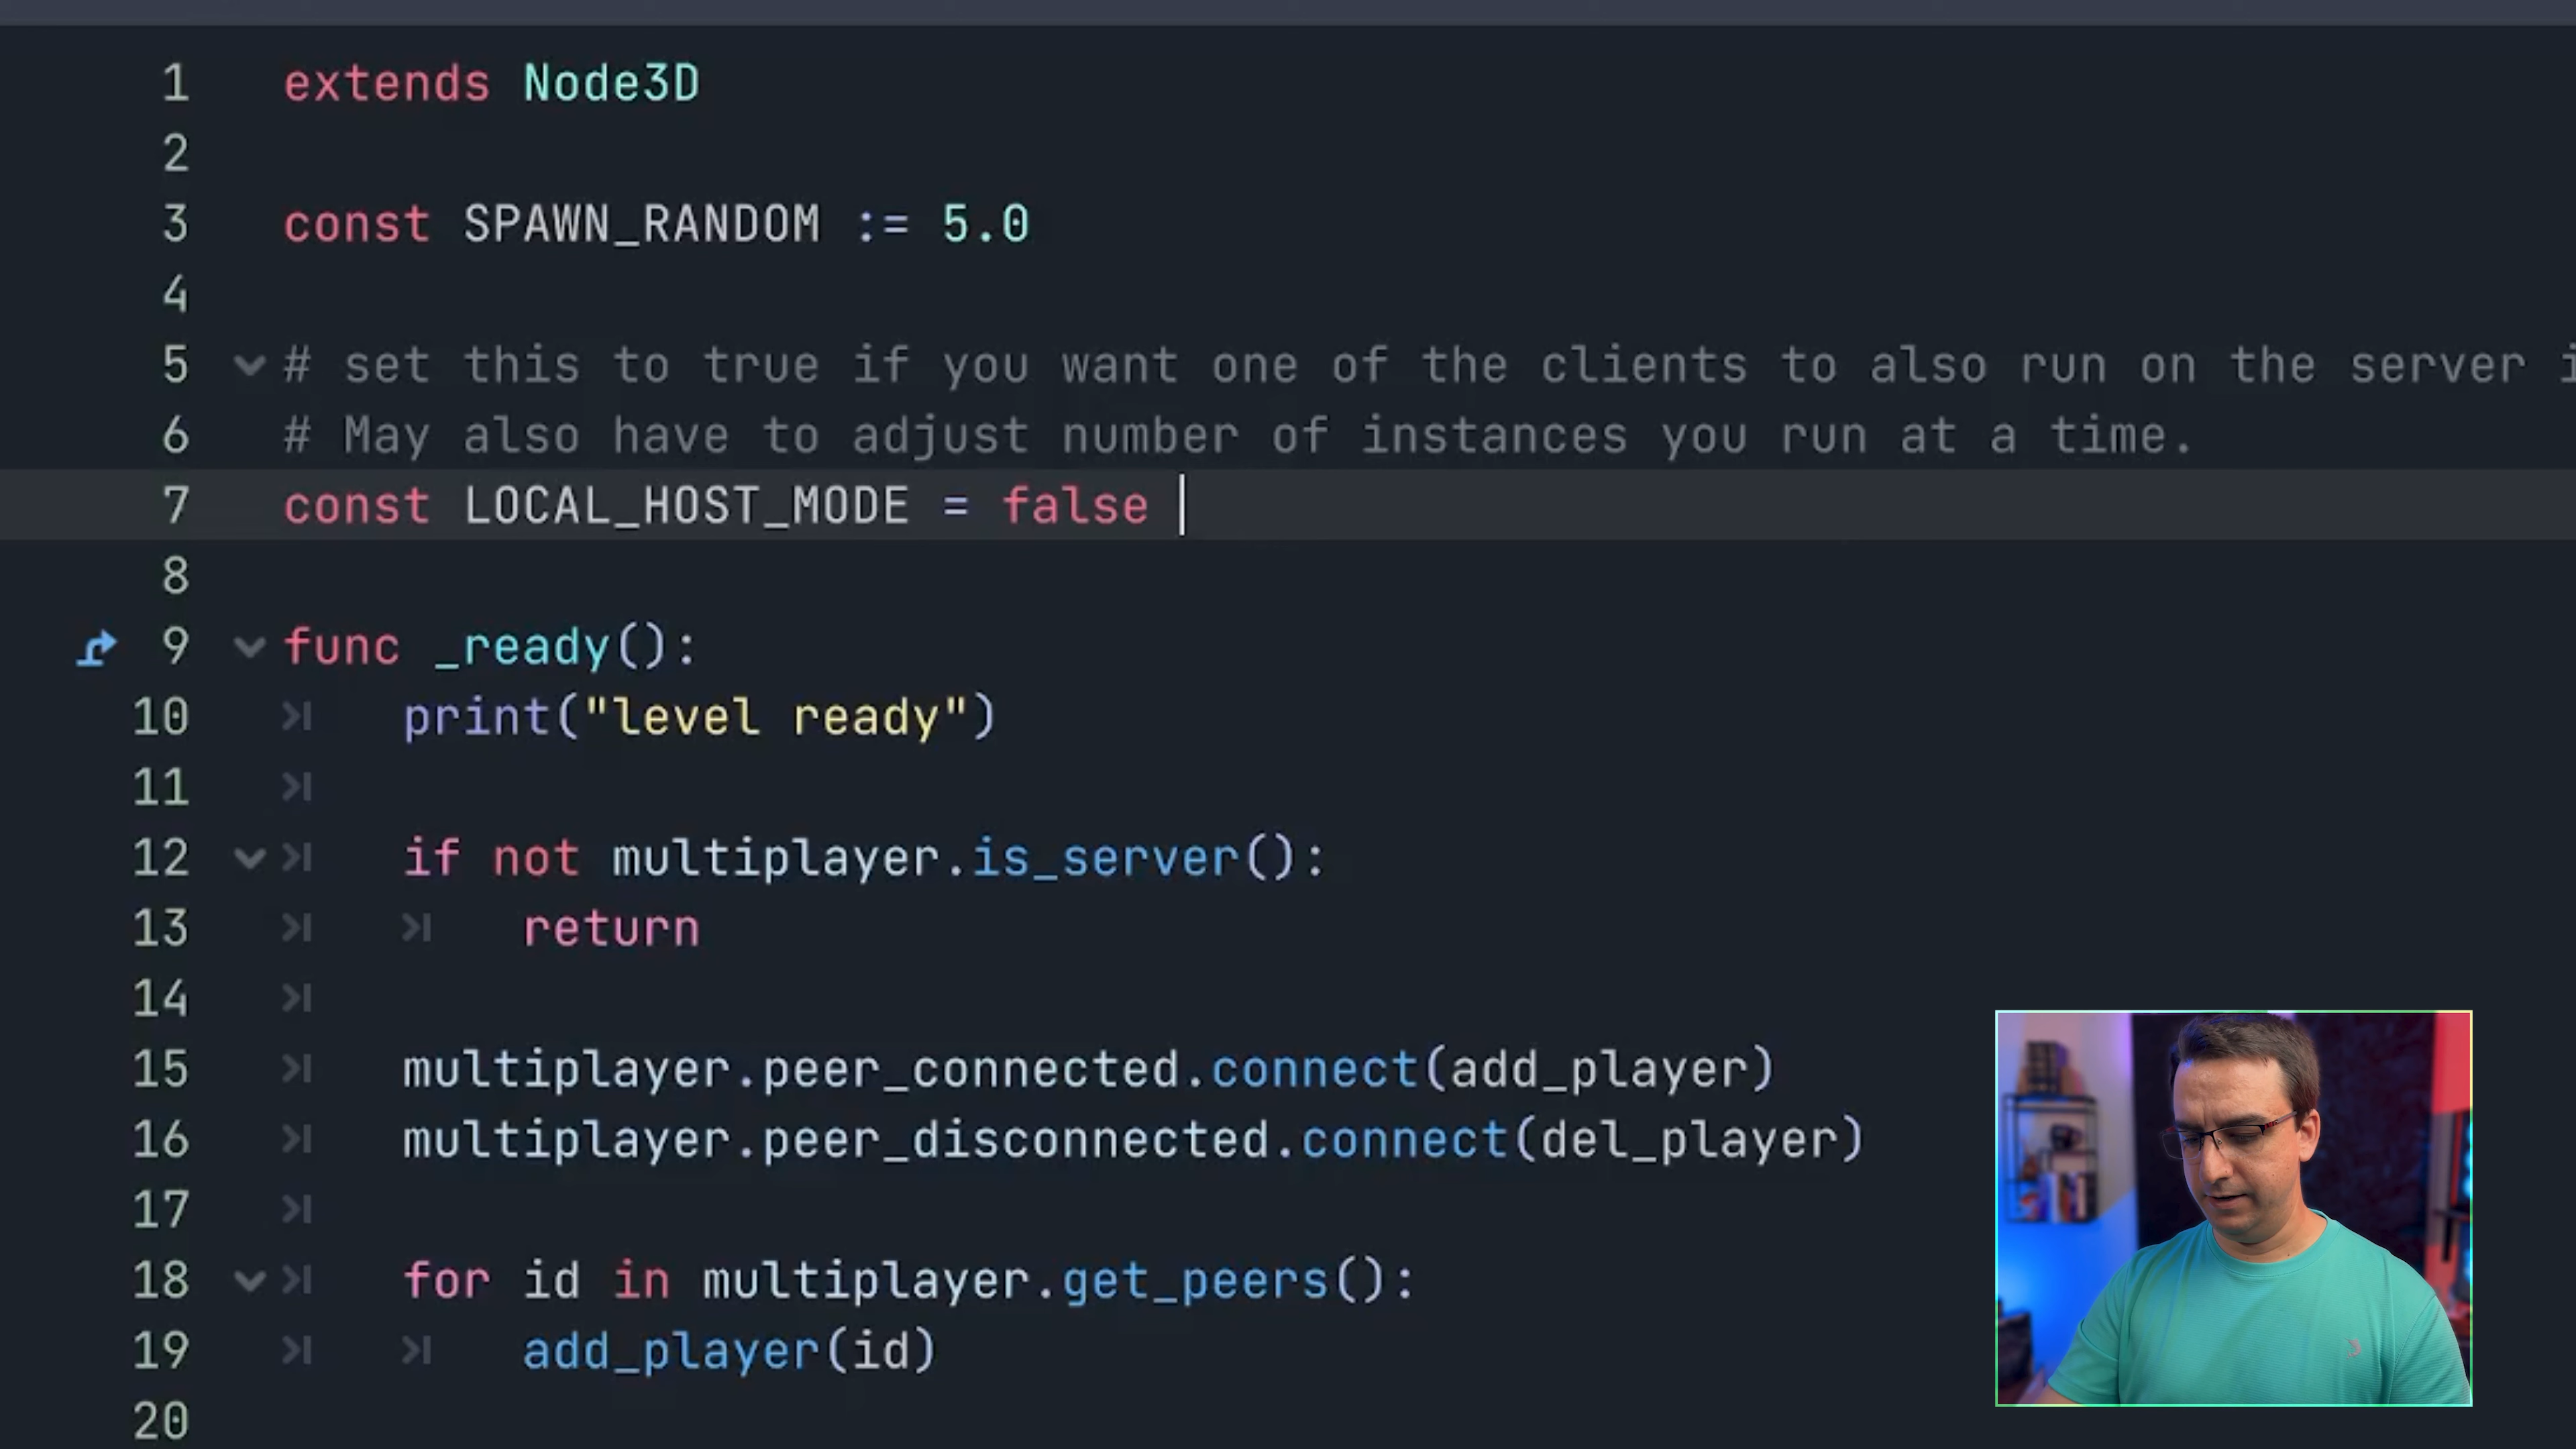 1 extends Node3D
2
3 const SPAWN_RANDOM := 5.0
4
5 # set this to true if you want one of the clients to also run on the server
6 # May also have to adjust number of instances you run at a time.
7 const LOCAL_HOST_MODE = false
8
9 func _ready():
10 print("level ready")
11
12 if not multiplayer.is_server():
13 return
14
15 multiplayer.peer_connected.connect(add_player)
16 multiplayer.peer_disconnected.connect(del_player)
17
18 for id in multiplayer.get_peers():
19 add_player(id)
20